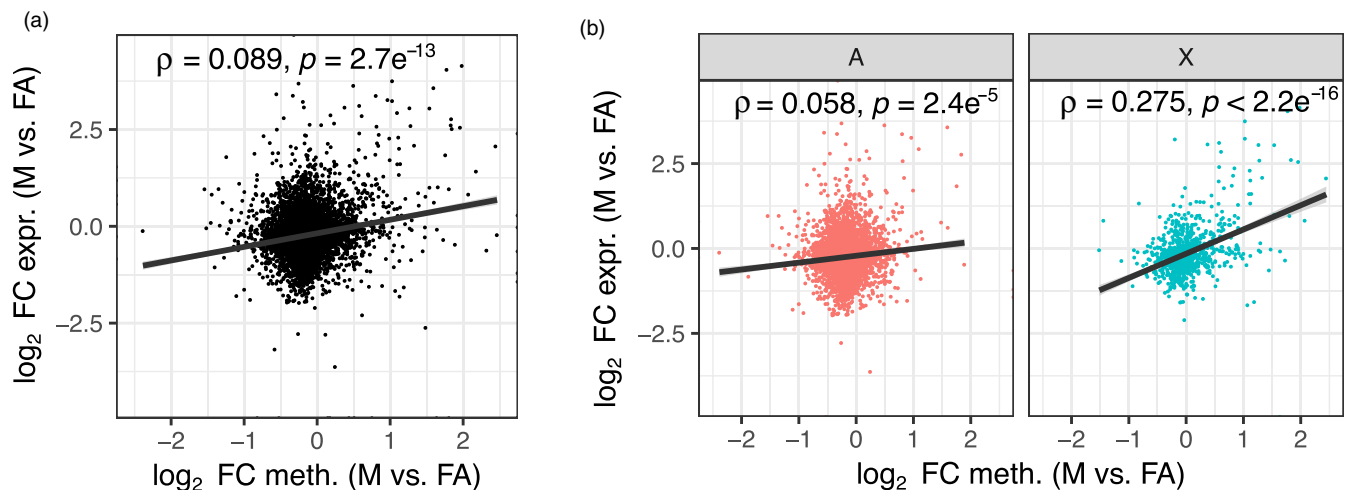 (a)
ρ = 0.089, p = 2.7e⁻¹³
log₂ FC expr. (M vs. FA)
2.5
0.0
−2.5
−2 −1 0 1 2
log₂ FC meth. (M vs. FA)
(b)
A
X
ρ = 0.058, p = 2.4e⁻⁵
ρ = 0.275, p < 2.2e⁻¹⁶
log₂ FC expr. (M vs. FA)
2.5
0.0
−2.5
−2 −1 0 1 2
−2 −1 0 1 2
log₂ FC meth. (M vs. FA)